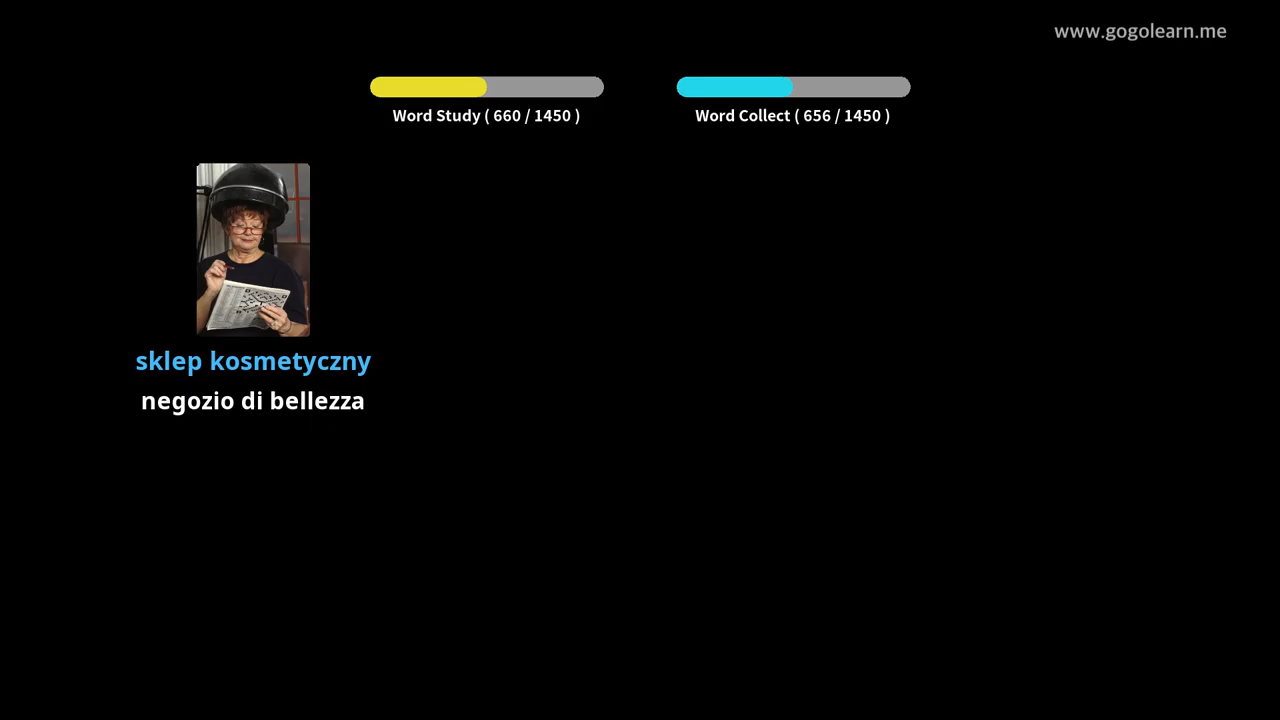 www.gogolearn.me
Word Study ( 660 / 1450 )
Word Collect ( 656 / 1450 )
sklep kosmetyczny
negozio di bellezza